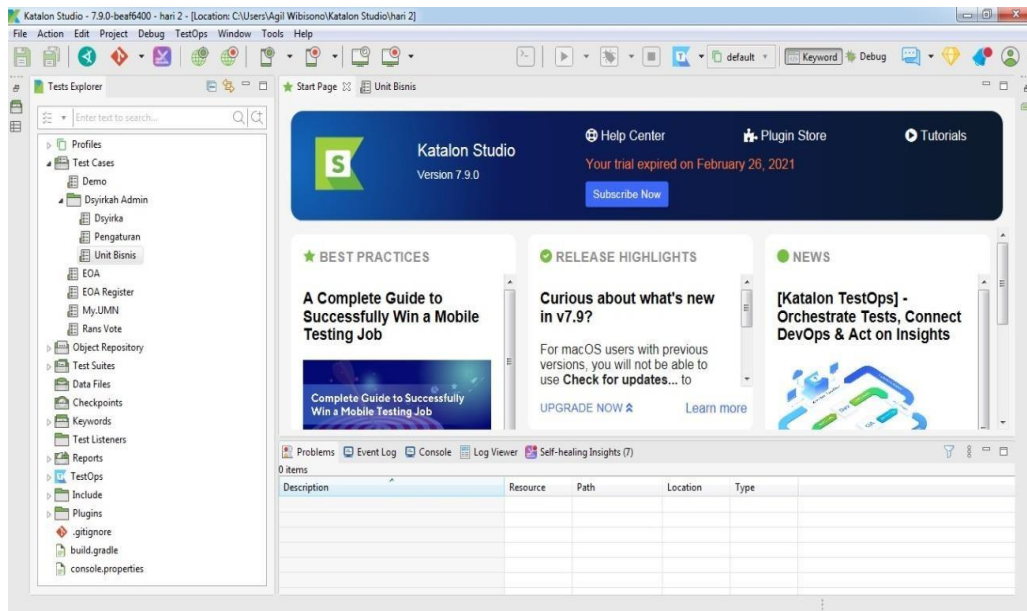 Katalon Studio - 7.9.0-beaf6400 - hari 2 - [Location: C:\Users\Agil Wibisono\Katalon Studio\hari 2]
File Action Edit Project Debug TestOps Window Tools Help
default Keyword Debug
Tests Explorer
Enter text to search...
Profiles
Test Cases
Demo
Dsyirkah Admin
Dsyirka
Pengaturan
Unit Bisnis
EOA
EOA Register
My.UMN
Rans Vote
Object Repository
Test Suites
Data Files
Checkpoints
Keywords
Test Listeners
Reports
TestOps
Include
Plugins
.gitignore
build.gradle
console.properties
Start Page Unit Bisnis
S
Katalon Studio
Version 7.9.0
Help Center Plugin Store Tutorials
Your trial expired on February 26, 2021
Subscribe Now
BEST PRACTICES
A Complete Guide to
Successfully Win a Mobile
Testing Job
Complete Guide to Successfully
Win a Mobile Testing Job
RELEASE HIGHLIGHTS
Curious about what's new
in v7.9?
For macOS users with previous
versions, you will not be able to
use Check for updates... to
UPGRADE NOW Learn more
NEWS
[Katalon TestOps] -
Orchestrate Tests, Connect
DevOps & Act on Insights
Problems Event Log Console Log Viewer Self-healing Insights (7)
0 items
Description Resource Path Location Type